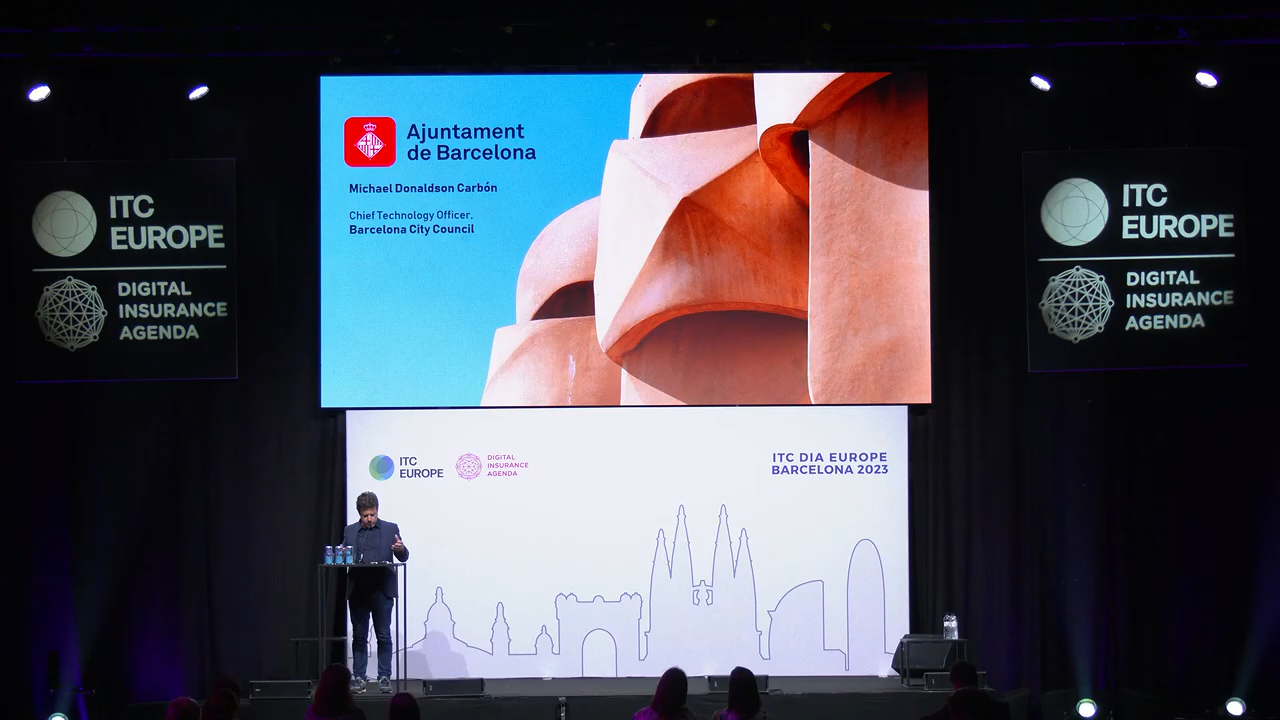 Ajuntament
de Barcelona
Michael Donaldson Carbón
Chief Technology Officer,
Barcelona City Council
ITC
EUROPE
DIGITAL
INSURANCE
AGENDA
ITC
EUROPE
DIGITAL
INSURANCE
AGENDA
ITC
EUROPE
DIGITAL
INSURANCE
AGENDA
ITC DIA EUROPE
BARCELONA 2023